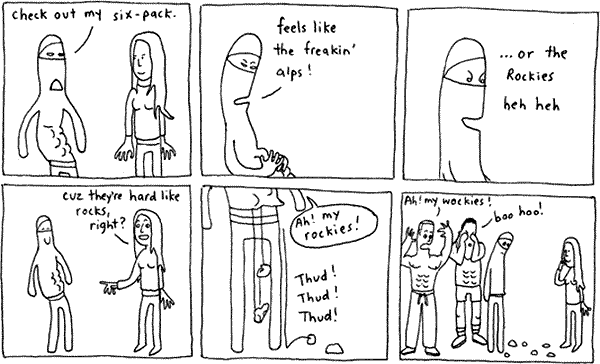 check out my six-pack.
feels like
the freakin'
alps!
...or the
Rockies
heh heh
cuz they're hard like
rocks,
right?
Ah! my
rockies!
Thud!
Thud!
Thud!
Ah! my wockies!
boo hoo!